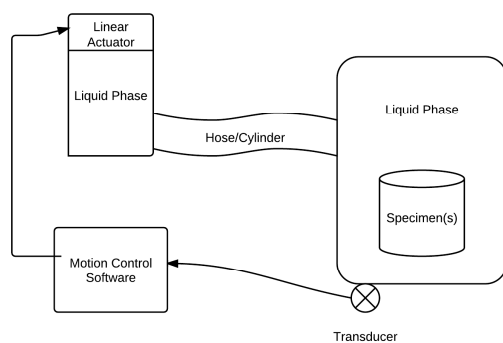 Linear
Actuator
Liquid Phase
Hose/Cylinder
Liquid Phase
Specimen(s)
Motion Control
Software
Transducer